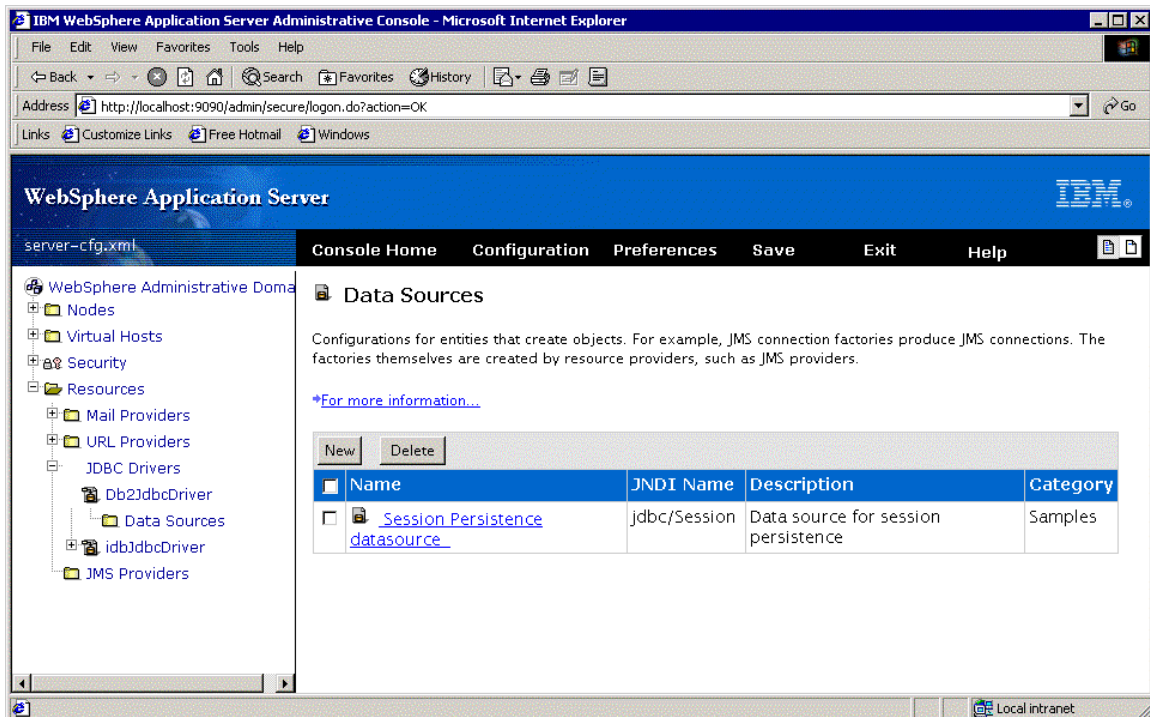 IBM WebSphere Application Server Administrative Console - Microsoft Internet Explorer
File Edit View Favorites Tools Help
Back Search Favorites History
Address http://localhost:9090/admin/secure/logon.do?action=OK Go
Links Customize Links Free Hotmail Windows
WebSphere Application Server IBM®
server-cfg.xml
Console Home Configuration Preferences Save Exit Help
WebSphere Administrative Doma
Nodes
Virtual Hosts
Security
Resources
Mail Providers
URL Providers
JDBC Drivers
Db2JdbcDriver
Data Sources
idbJdbcDriver
JMS Providers
Data Sources
Configurations for entities that create objects. For example, JMS connection factories produce JMS connections. The
factories themselves are created by resource providers, such as JMS providers.
For more information...
New Delete
Name JNDI Name Description Category
Session Persistence jdbc/Session Data source for session Samples
datasource persistence
Local intranet